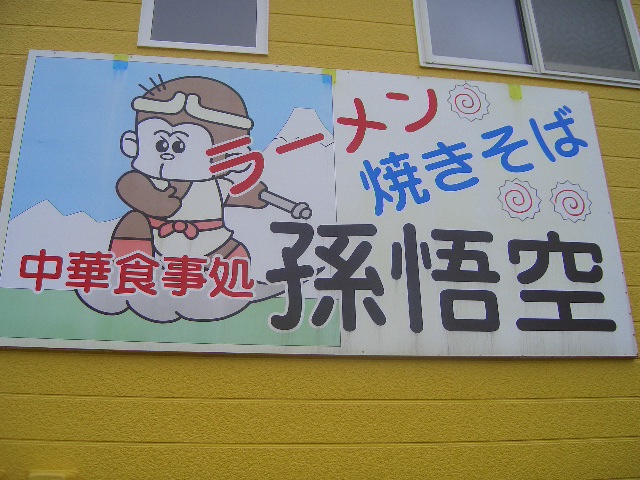 ラーメン
焼きそば
中華食事処
孫悟空